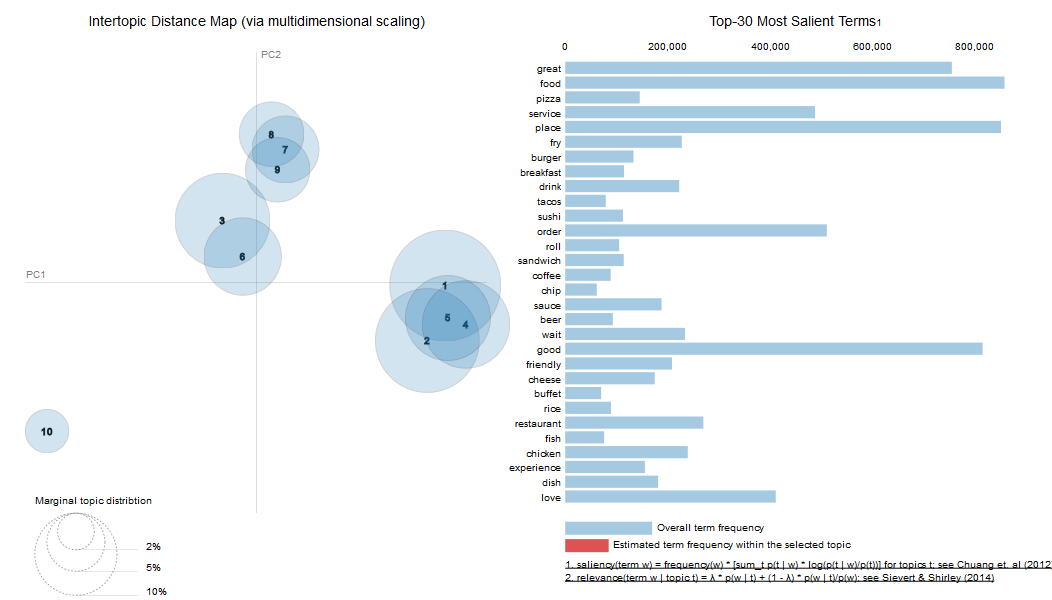 Intertopic Distance Map (via multidimensional scaling)
PC2
PC1
8
7
9
3
6
1
5
4
2
10
Marginal topic distribtion
2%
5%
10%
Top-30 Most Salient Terms1
0 200,000 400,000 600,000 800,000
great
food
pizza
service
place
fry
burger
breakfast
drink
tacos
sushi
order
roll
sandwich
coffee
chip
sauce
beer
wait
good
friendly
cheese
buffet
rice
restaurant
fish
chicken
experience
dish
love
Overall term frequency
Estimated term frequency within the selected topic
1. saliency(term w) = frequency(w) * [sum_t p(t | w) * log(p(t | w)/p(t))] for topics t; see Chuang et. al (2012
2. relevance(term w | topic t) = λ * p(w | t) + (1 - λ) * p(w | t)/p(w); see Sievert & Shirley (2014)